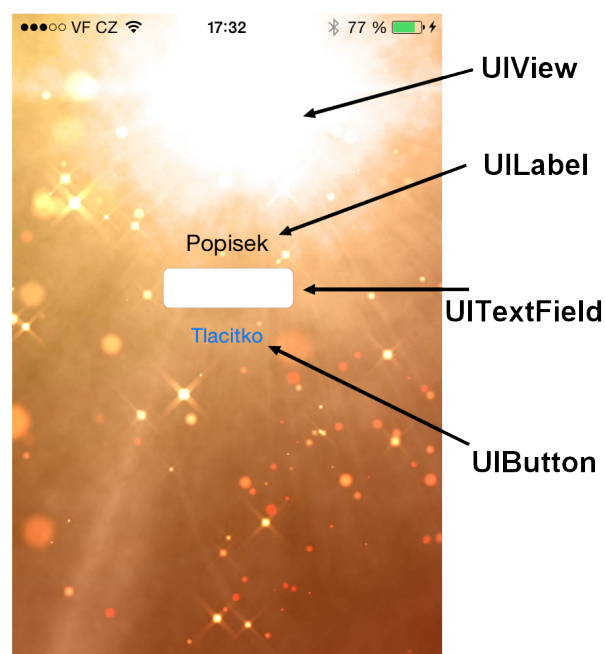 VF CZ 17:32 77 %
UIView
UILabel
Popisek
UITextField
Tlacitko
UIButton